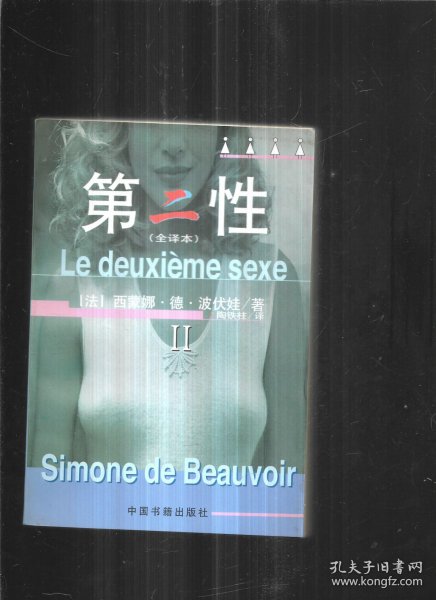 第二性
(全译本)
Le deuxième sexe
[法] 西蒙娜·德·波伏娃/著
陶铁柱/译
II
Simone de Beauvoir
中国书籍出版社
孔夫子旧书网
www.kongfz.com